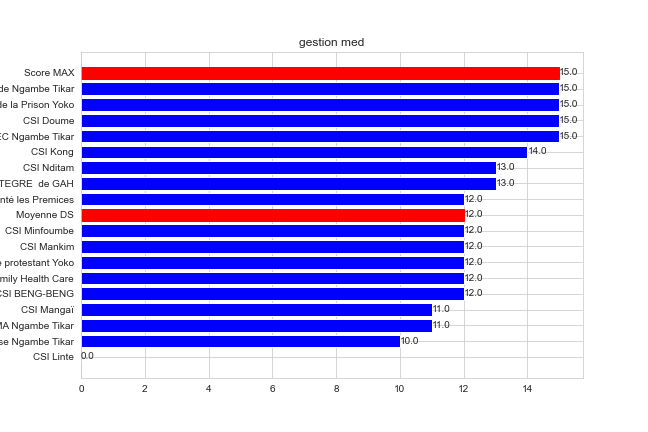 gestion med
Score MAX 15.0
de Ngambe Tikar 15.0
de la Prison Yoko 15.0
CSI Doume 15.0
EC Ngambe Tikar 15.0
CSI Kong 14.0
CSI Nditam 13.0
TEGRE de GAH 13.0
nté les Premices 12.0
Moyenne DS 12.0
CSI Minfoumbe 12.0
CSI Mankim 12.0
protestant Yoko 12.0
mily Health Care 12.0
CSI BENG-BENG 12.0
CSI Mangaï 11.0
MA Ngambe Tikar 11.0
se Ngambe Tikar 10.0
CSI Linte 0.0
0 2 4 6 8 10 12 14